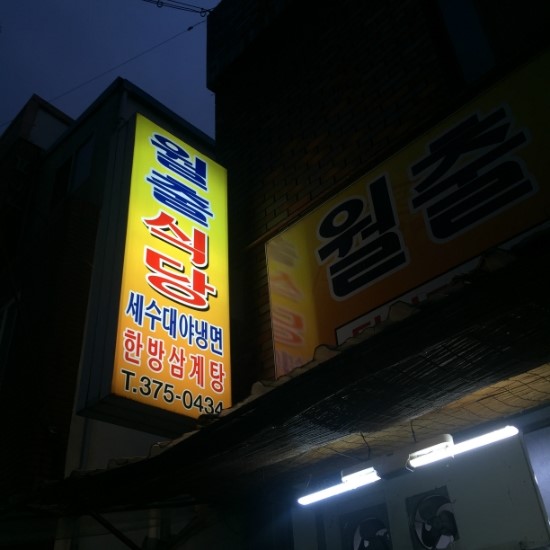 월출
식당
세수대야냉면
한방삼계탕
T.375-0434
월출